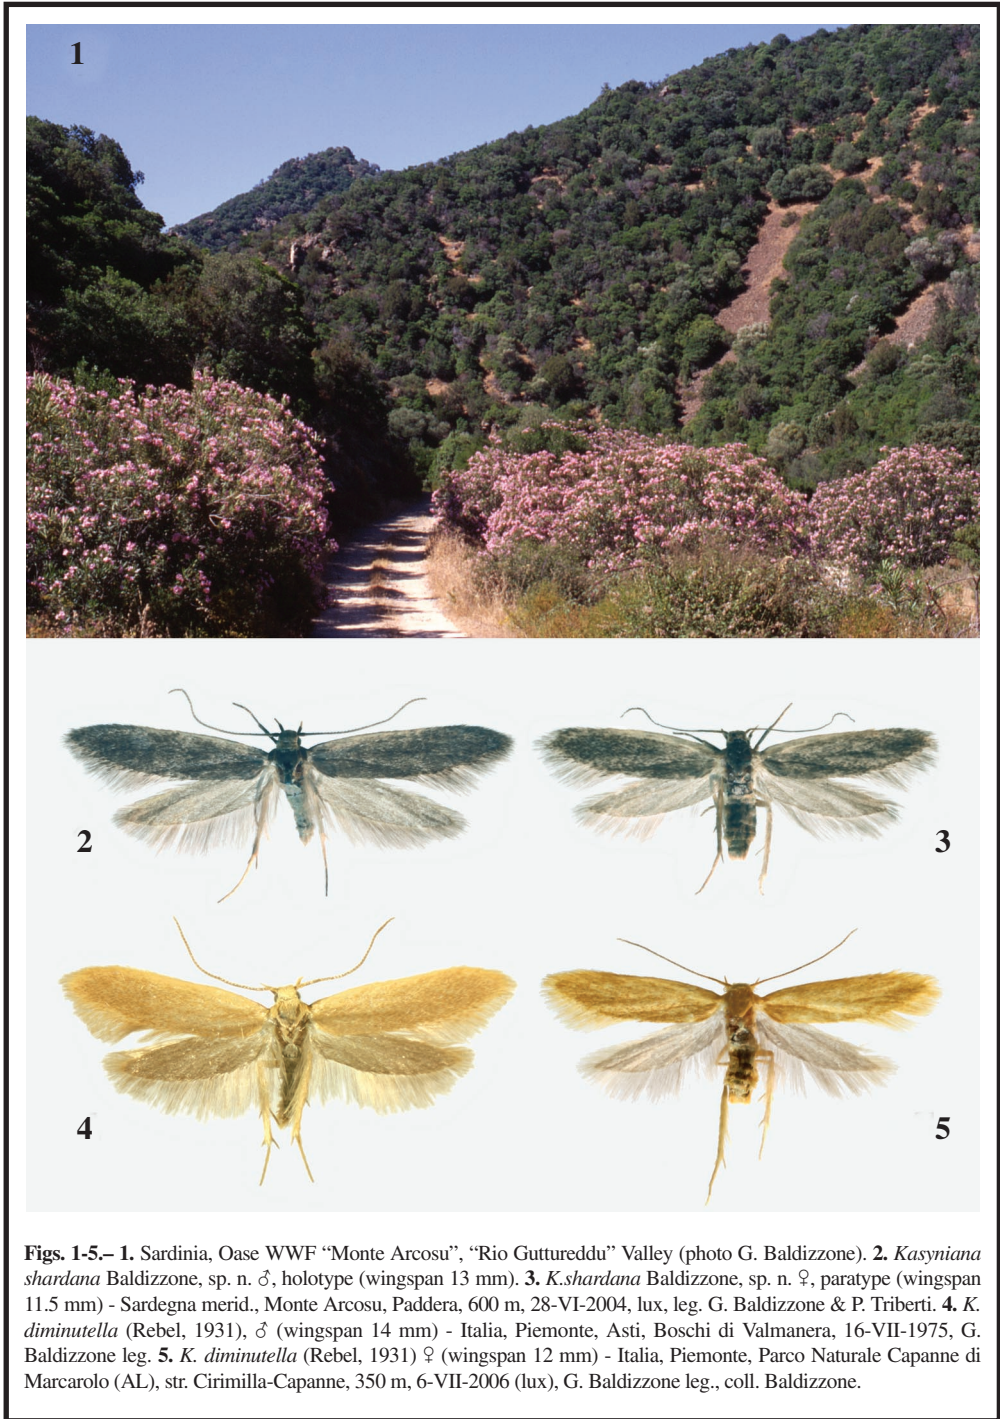 1
2
3
4
5
Figs. 1-5.– 1. Sardinia, Oase WWF “Monte Arcosu”, “Rio Guttureddu” Valley (photo G. Baldizzone). 2. Kasyniana
shardana Baldizzone, sp. n. ♂, holotype (wingspan 13 mm). 3. K.shardana Baldizzone, sp. n. ♀, paratype (wingspan
11.5 mm) - Sardegna merid., Monte Arcosu, Paddera, 600 m, 28-VI-2004, lux, leg. G. Baldizzone & P. Triberti. 4. K.
diminutella (Rebel, 1931), ♂ (wingspan 14 mm) - Italia, Piemonte, Asti, Boschi di Valmanera, 16-VII-1975, G.
Baldizzone leg. 5. K. diminutella (Rebel, 1931) ♀ (wingspan 12 mm) - Italia, Piemonte, Parco Naturale Capanne di
Marcarolo (AL), str. Cirimilla-Capanne, 350 m, 6-VII-2006 (lux), G. Baldizzone leg., coll. Baldizzone.